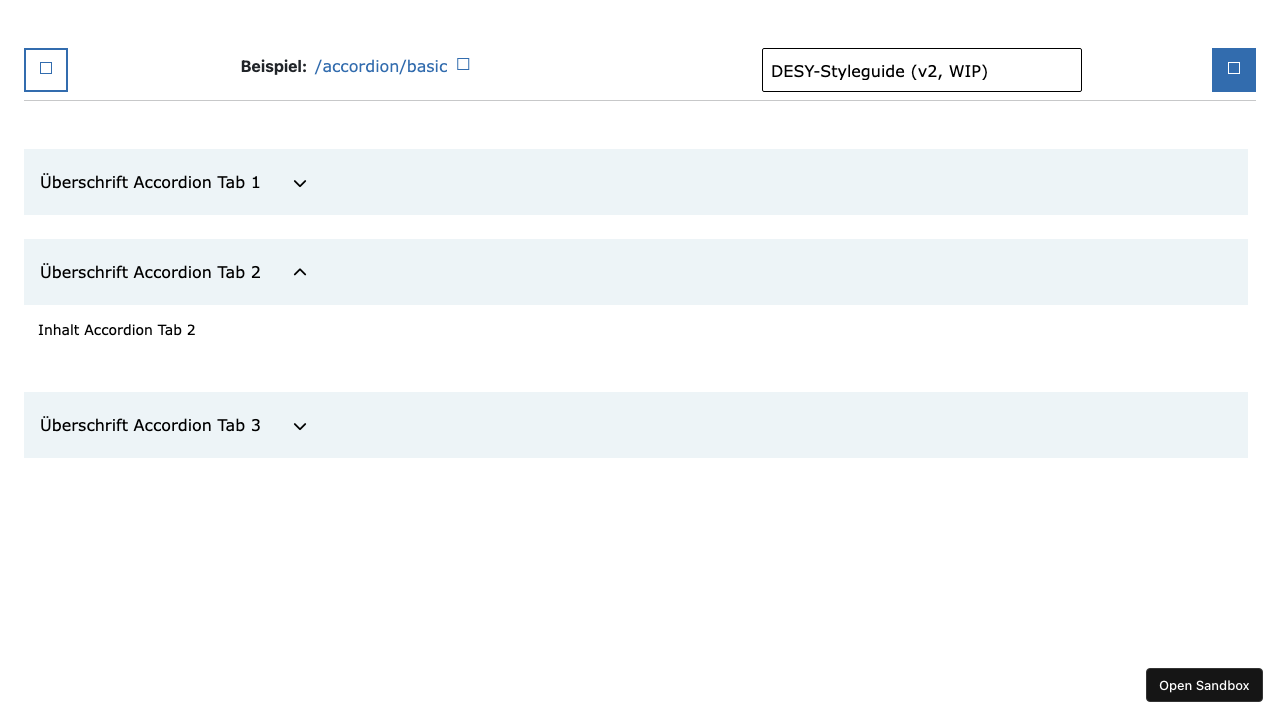 Beispiel: /accordion/basic
DESY-Styleguide (v2, WIP)
Überschrift Accordion Tab 1
Überschrift Accordion Tab 2
Inhalt Accordion Tab 2
Überschrift Accordion Tab 3
Open Sandbox